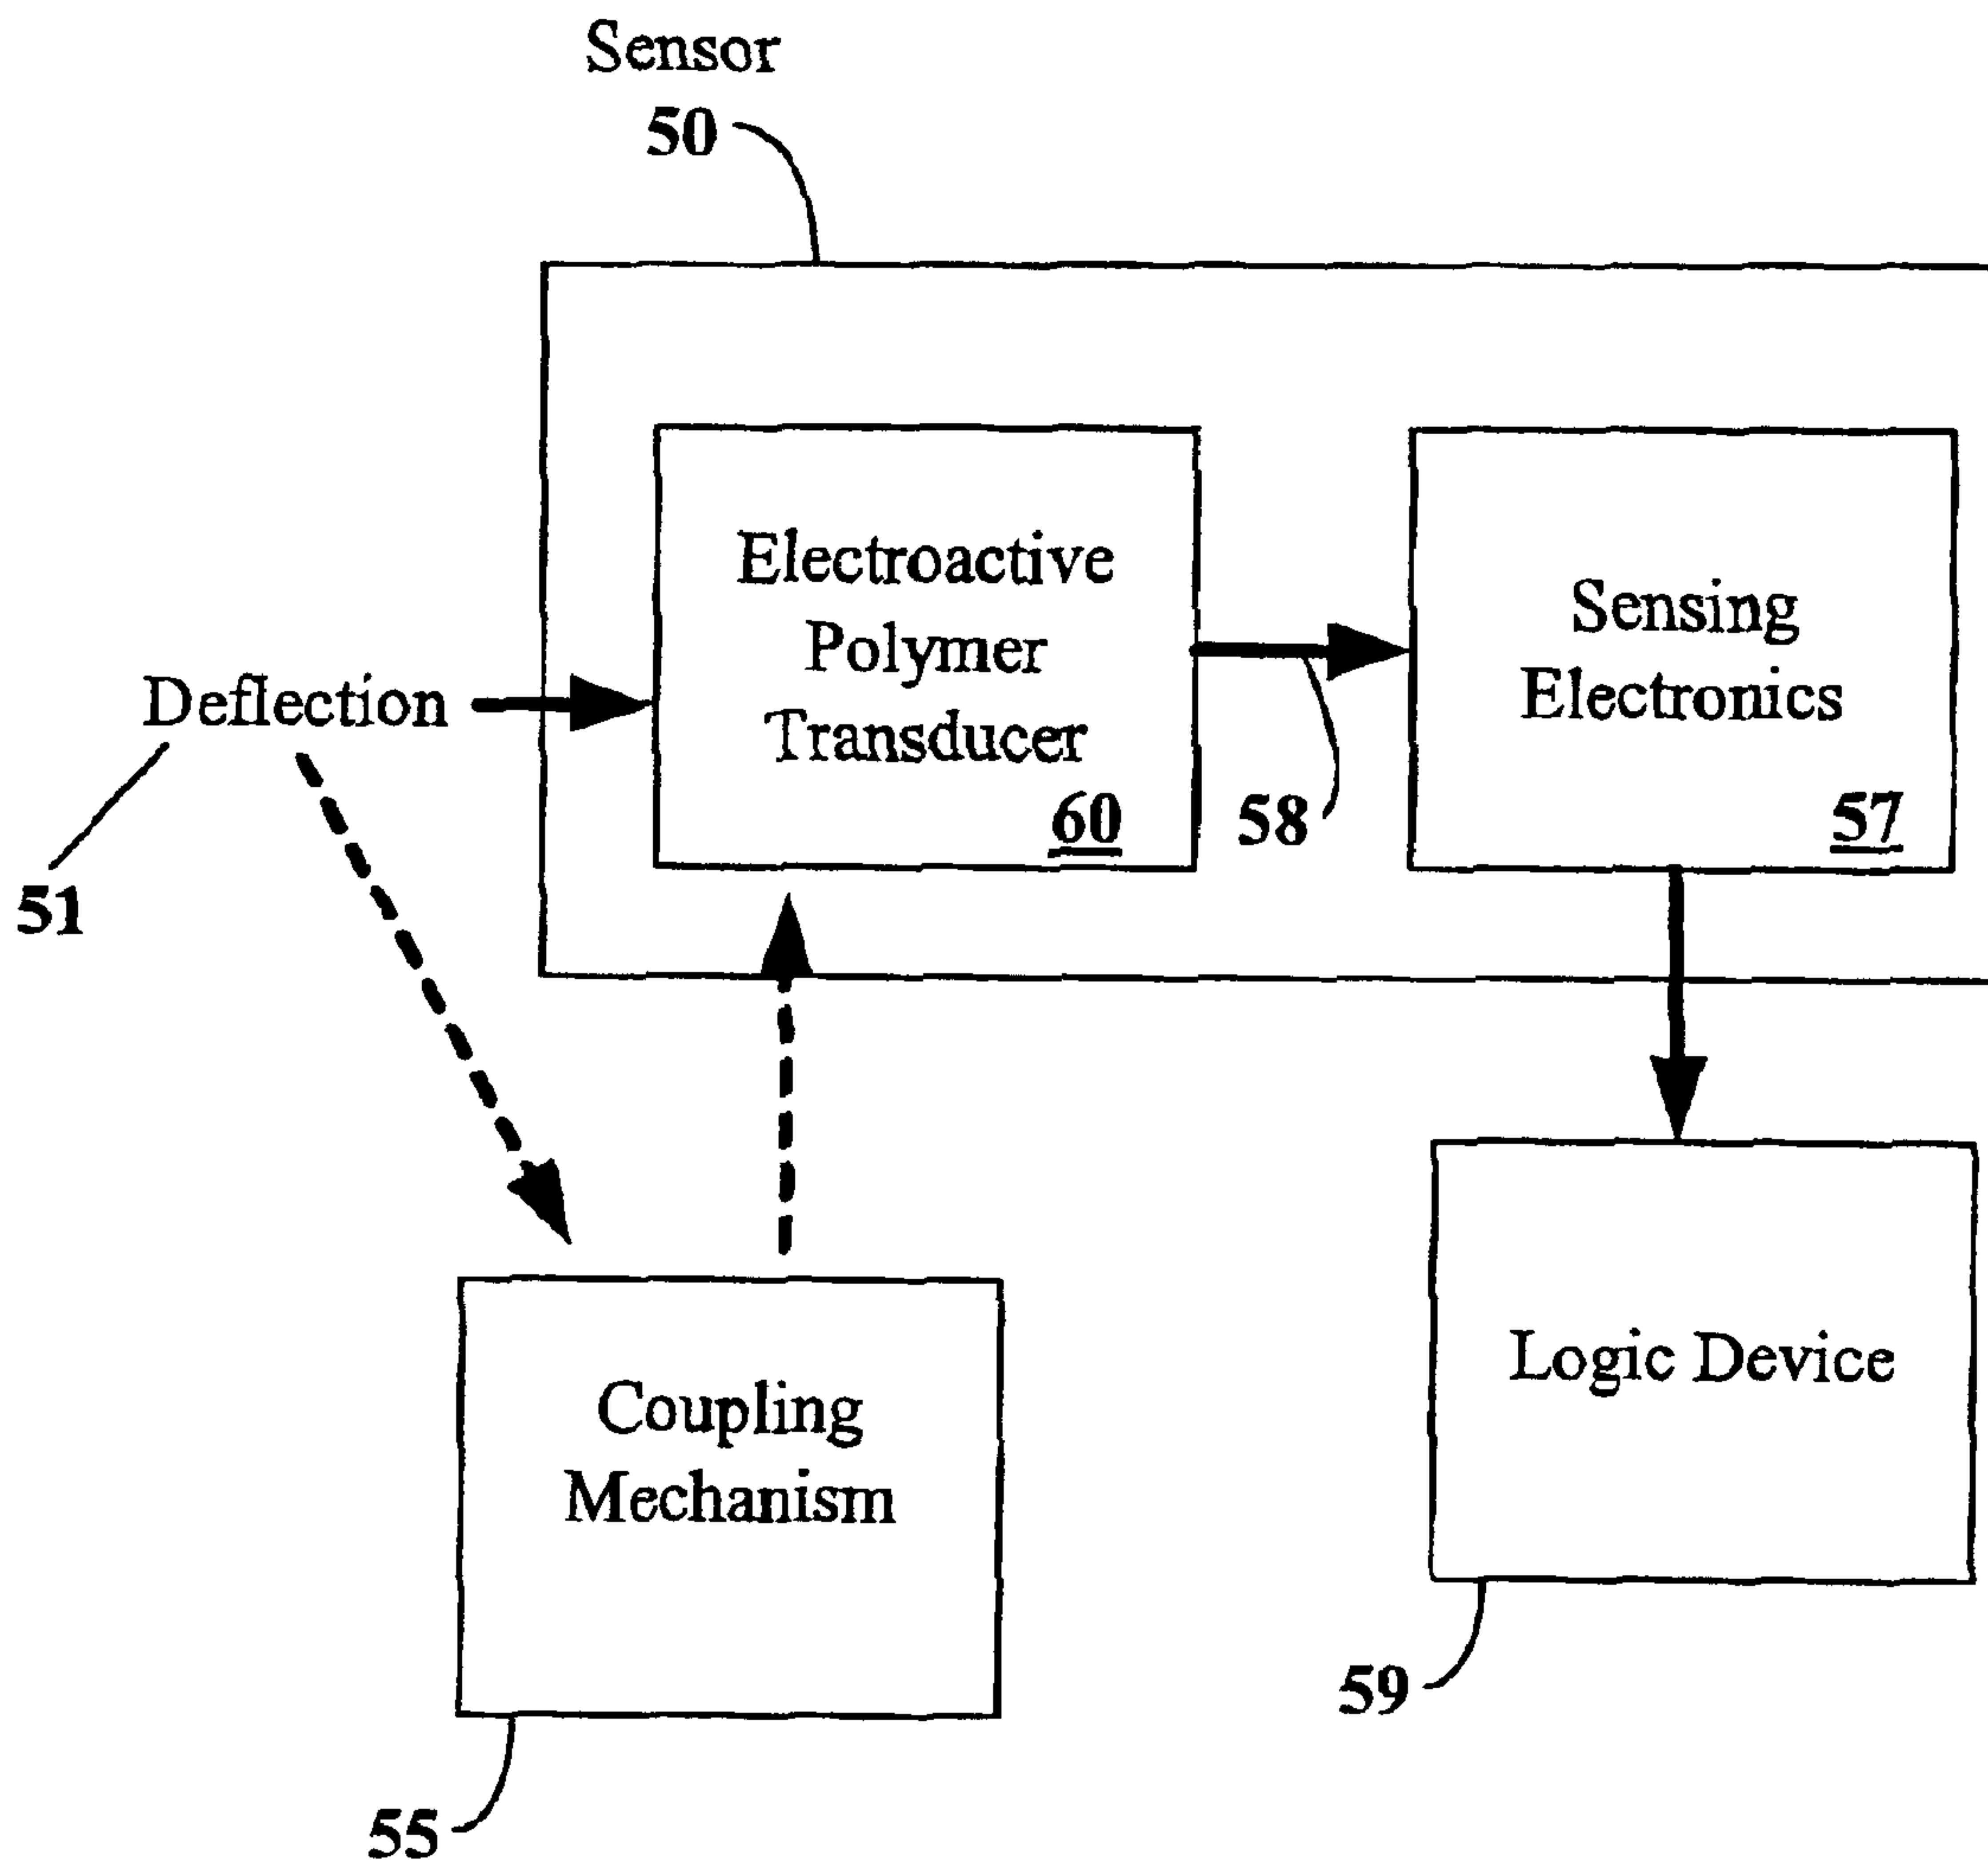 Sensor
50
Electroactive
Polymer
Transducer
60
Sensing
Electronics
57
58
Deflection
51
Coupling
Mechanism
55
Logic Device
59